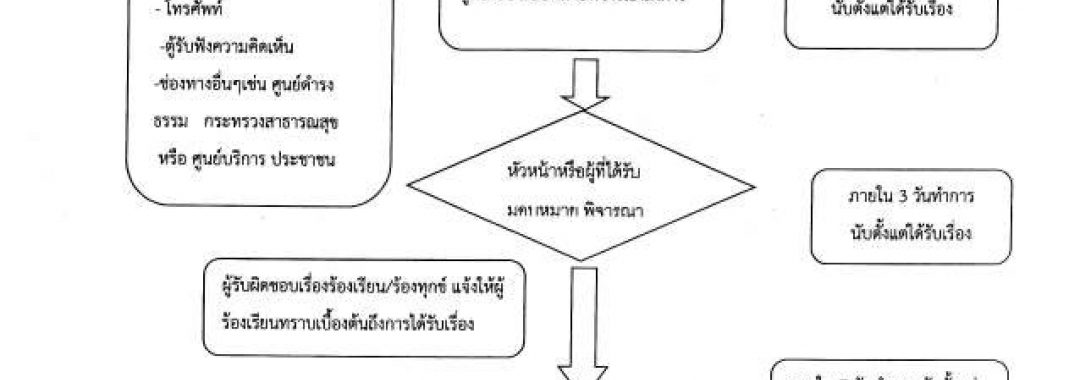 - โทรศัพท์
-ตู้รับฟังความคิดเห็น
-ช่องทางอื่นๆเช่น ศูนย์ดำรง
ธรรม กระทรวงสาธารณสุข
หรือ ศูนย์บริการ ประชาชน
นับตั้งแต่ได้รับเรื่อง
หัวหน้าหรือผู้ที่ได้รับ
มอบหมาย พิจารณา
ภายใน 3 วันทำการ
นับตั้งแต่ได้รับเรื่อง
ผู้รับผิดชอบเรื่องร้องเรียน/ร้องทุกข์ แจ้งให้ผู้
ร้องเรียนทราบเบื้องต้นถึงการได้รับเรื่อง